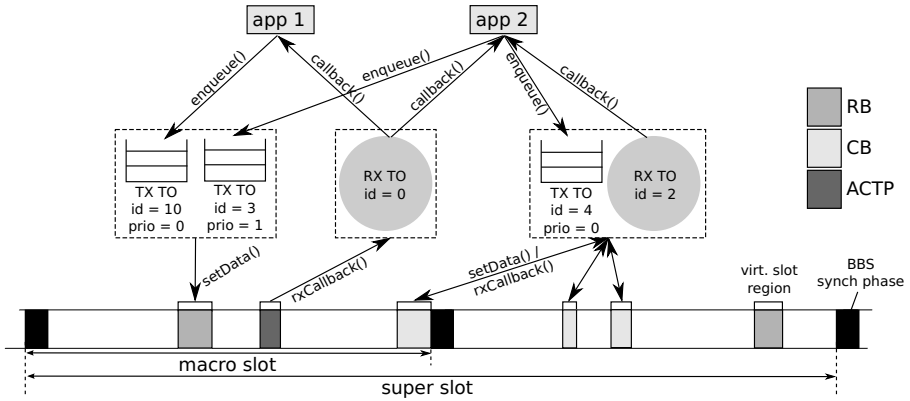 app 1
app 2
enqueue()
callback()
enqueue()
callback()
enqueue()
callback()
RB
CB
ACTP
TX TO
id = 10
prio = 0
TX TO
id = 3
prio = 1
RX TO
id = 0
TX TO
id = 4
prio = 0
RX TO
id = 2
setData()
rxCallback()
setData() /
rxCallback()
virt. slot
region
BBS
synch phase
macro slot
super slot